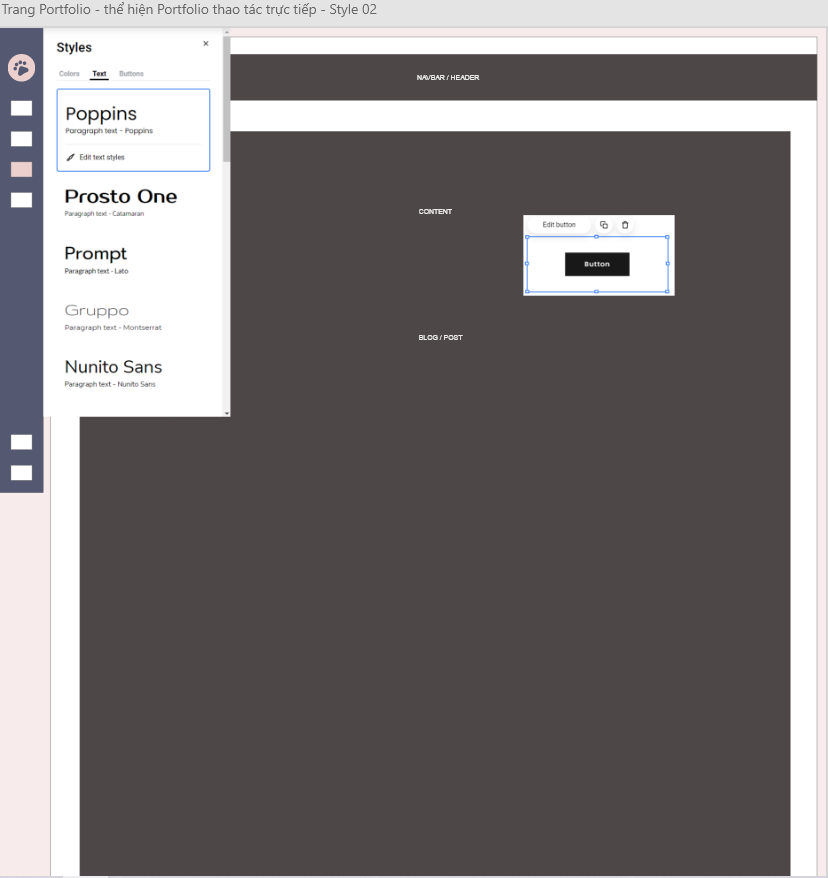 Trang Portfolio - thể hiện Portfolio thao tác trực tiếp - Style 02
Styles
Colors Text Buttons
Poppins
Paragraph text - Poppins
Edit text styles
Prosto One
Paragraph text - Catamaran
Prompt
Paragraph text - Lato
Gruppo
Paragraph text - Montserrat
Nunito Sans
Paragraph text - Nunito Sans
NAVBAR / HEADER
CONTENT
Edit button
Button
BLOG / POST